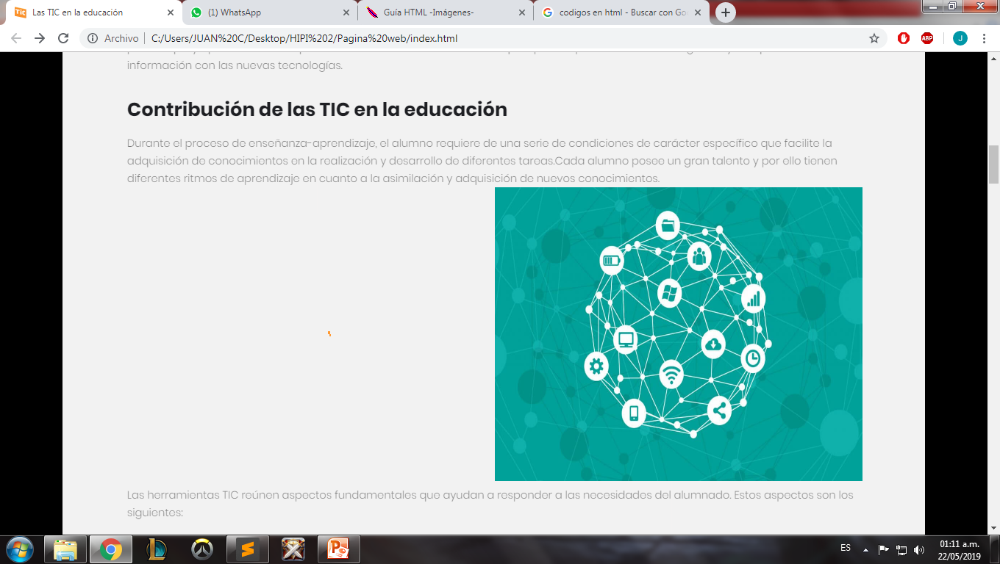 Las TIC en la educación
(1) WhatsApp
Guía HTML -Imágenes-
codigos en html - Buscar con Go
Archivo
C:/Users/JUAN%20C/Desktop/HIPI%202/Pagina%20web/index.html
ABP
J
información con las nuevas tecnologías.
Contribución de las TIC en la educación
Durante el proceso de enseñanza-aprendizaje, el alumno requiere de una serie de condiciones de carácter específico que facilite la
adquisición de conocimientos en la realización y desarrollo de diferentes tareas.Cada alumno posee un gran talento y por ello tienen
diferentes ritmos de aprendizaje en cuanto a la asimilación y adquisición de nuevos conocimientos.
Las herramientas TIC reúnen aspectos fundamentales que ayudan a responder a las necesidades del alumnado. Estos aspectos son los
siguientes:
ES
01:11 a.m.
22/05/2019